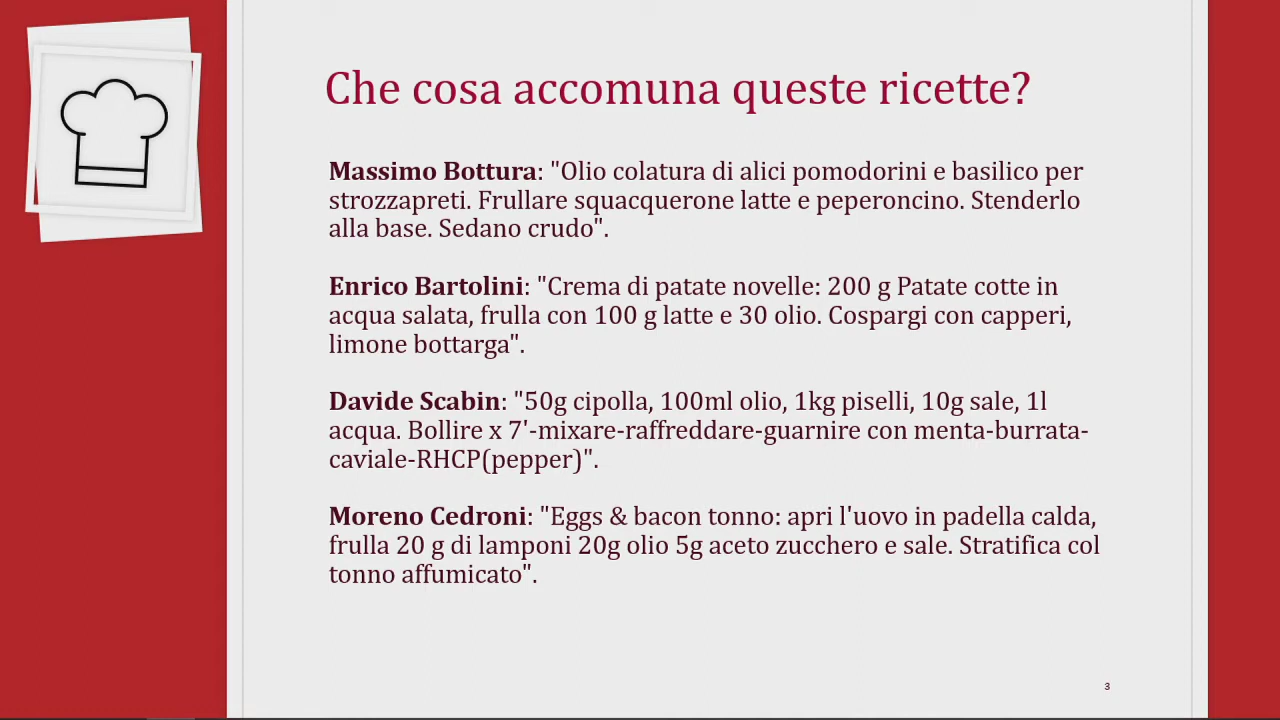 Che cosa accomuna queste ricette?
Massimo Bottura: "Olio colatura di alici pomodorini e basilico per
strozzapreti. Frullare squacquerone latte e peperoncino. Stenderlo
alla base. Sedano crudo".
Enrico Bartolini: "Crema di patate novelle: 200 g Patate cotte in
acqua salata, frulla con 100 g latte e 30 olio. Cospargi con capperi,
limone bottarga".
Davide Scabin: "50g cipolla, 100ml olio, 1kg piselli, 10g sale, 1l
acqua. Bollire x 7'-mixare-raffreddare-guarnire con menta-burrata-
caviale-RHCP(pepper)".
Moreno Cedroni: "Eggs & bacon tonno: apri l'uovo in padella calda,
frulla 20 g di lamponi 20g olio 5g aceto zucchero e sale. Stratifica col
tonno affumicato".
3